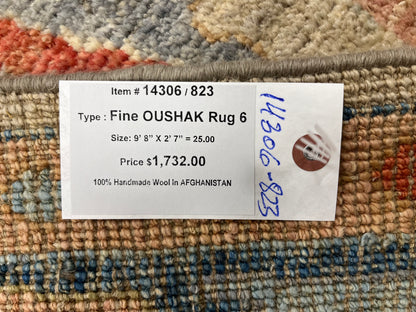 Item # 14306 / 823
Type : Fine OUSHAK Rug 6
Size: 9' 8" X 2' 7" = 25.00
Price $1,732.00
100% Handmade Wool in AFGHANISTAN
14306-823